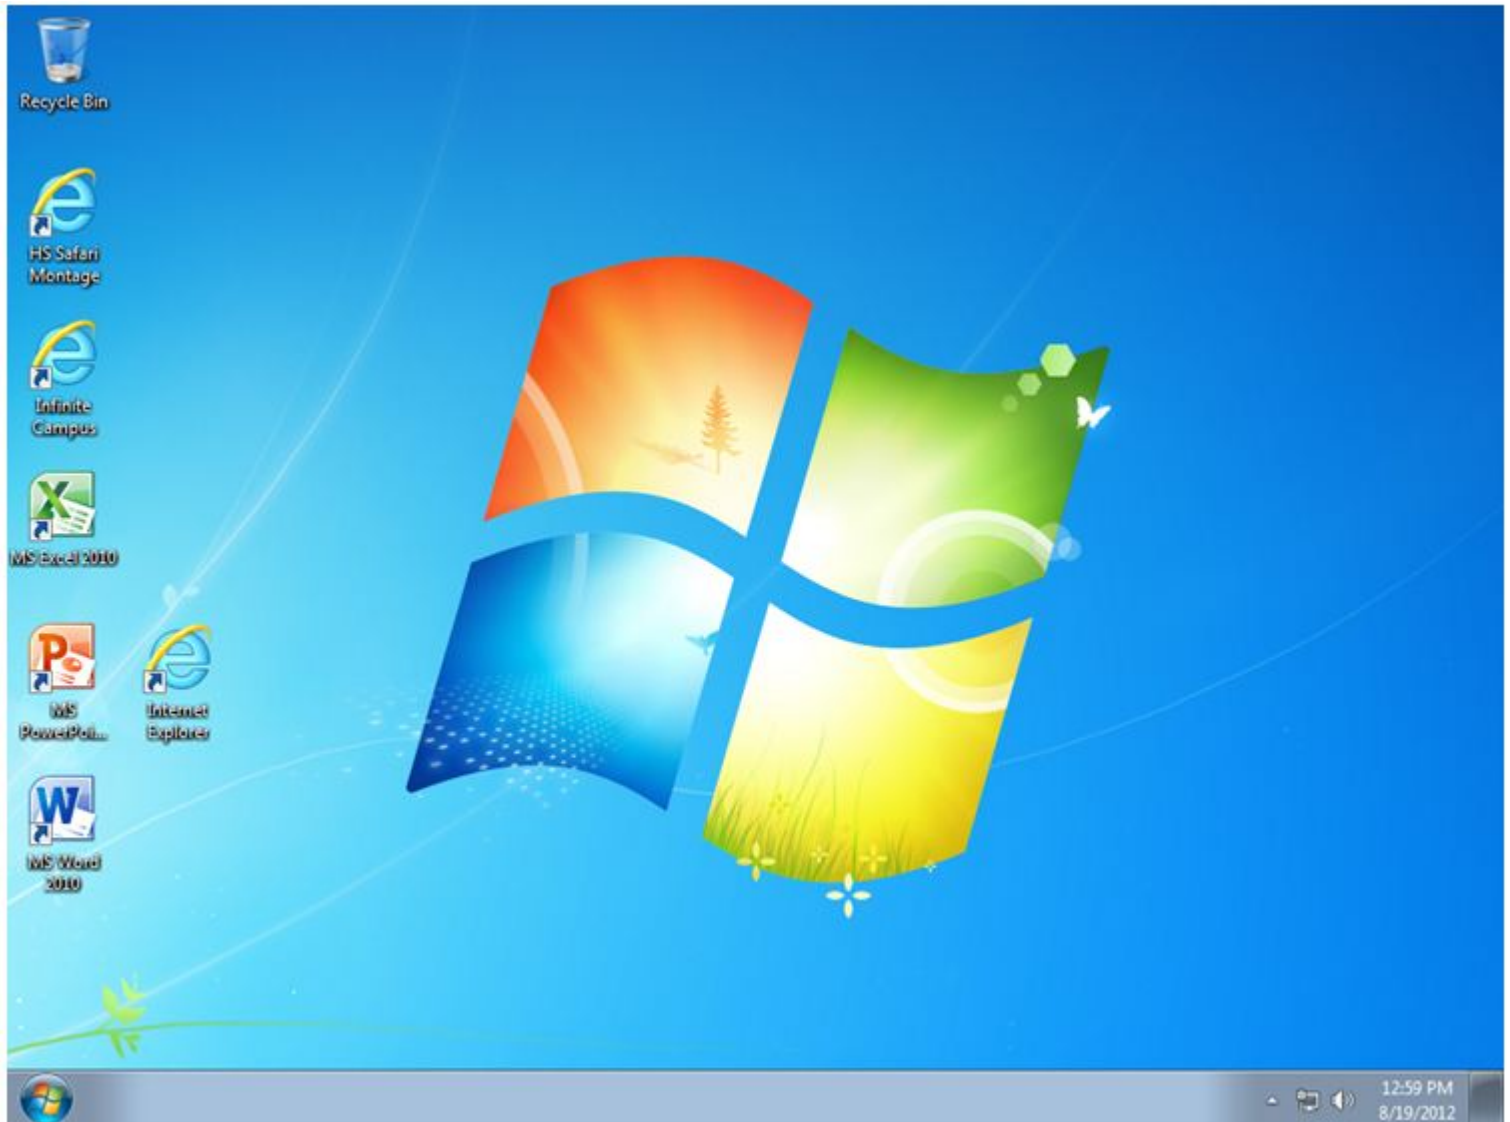 Recycle Bin
HS Safari
Montage
Infinite
Campus
MS Excel 2010
MS
PowerPoi...
Internet
Explorer
MS Word
2010
12:59 PM
8/19/2012